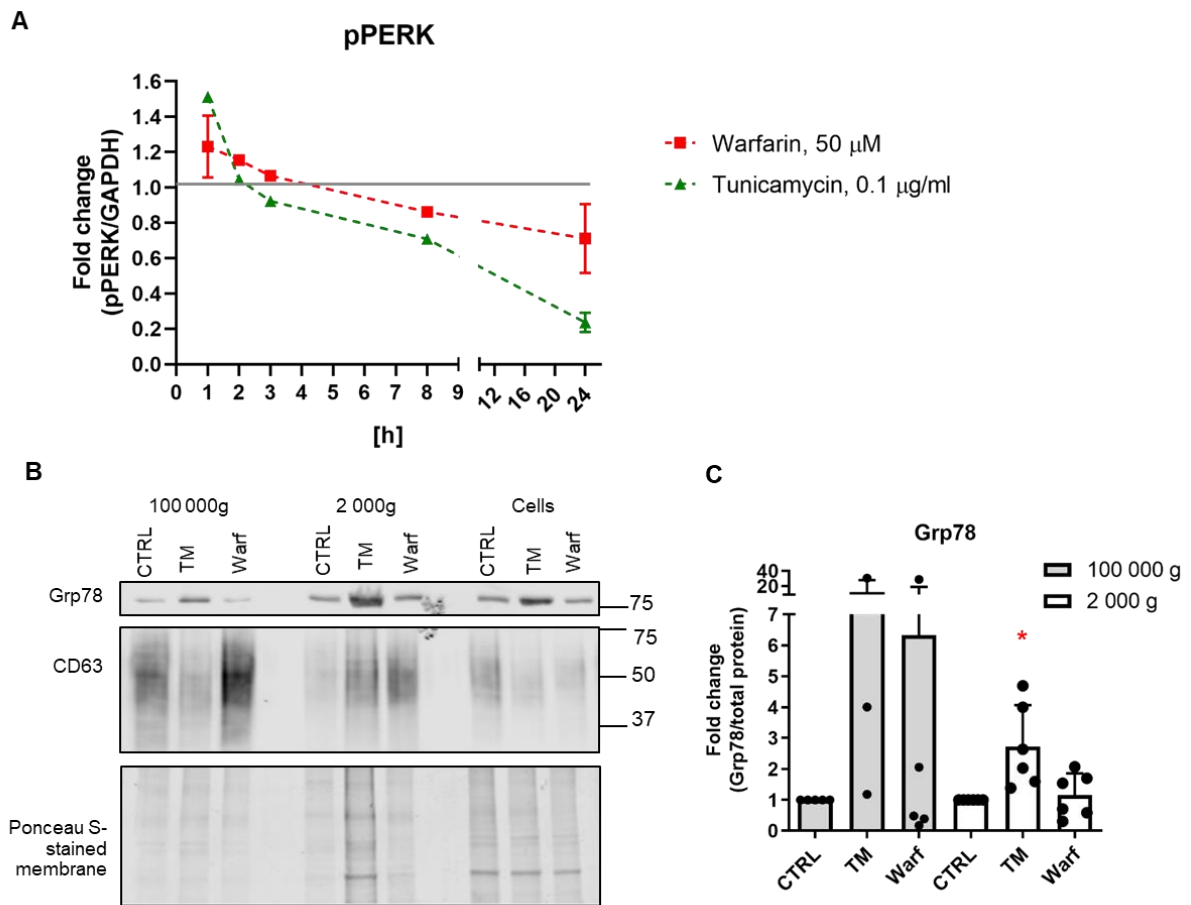 A
pPERK
Fold change
(pPERK/GAPDH)
1.6
1.4
1.2
1.0
0.8
0.6
0.4
0.2
0.0
0 1 2 3 4 5 6 7 8 9 12 16 20 24
[h]
Warfarin, 50 μM
Tunicamycin, 0.1 μg/ml
B
100 000g 2 000g Cells
CTRL TM Warf CTRL TM Warf CTRL TM Warf
Grp78
75
75
CD63
50
37
Ponceau S-
stained
membrane
C
Grp78
100 000 g
2 000 g
Fold change
(Grp78/total protein)
40
20
7
6
5
4
3
2
1
0
*
CTRL TM Warf CTRL TM Warf